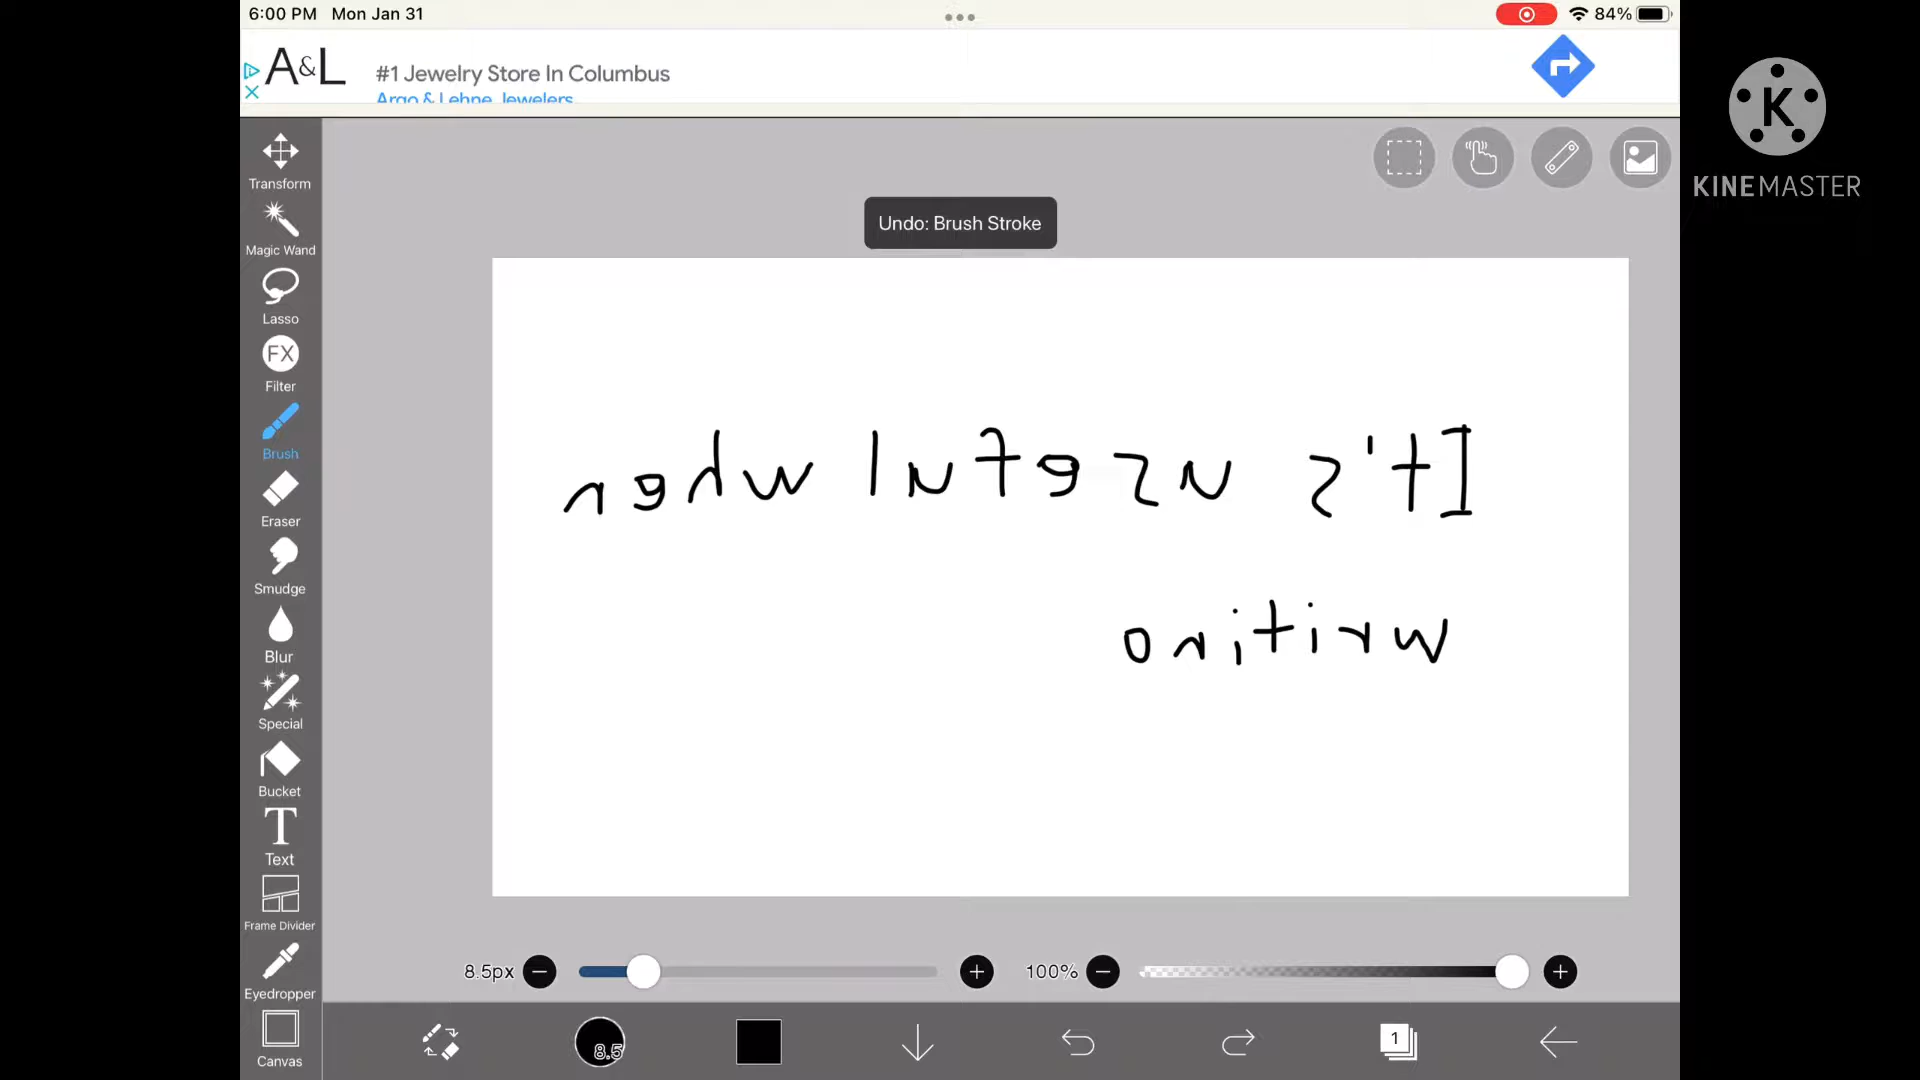 6:00 PM Mon Jan 31
84%
A&L
#1 Jewelry Store In Columbus
Argo & Lehne Jewelers
K
KINEMASTER
Transform
Magic Wand
Lasso
FX
Filter
Brush
Eraser
Smudge
Blur
Special
Bucket
T
Text
Frame Divider
Eyedropper
Canvas
Undo: Brush Stroke
It's useful when
writino
8.5px
100%
8.5
1